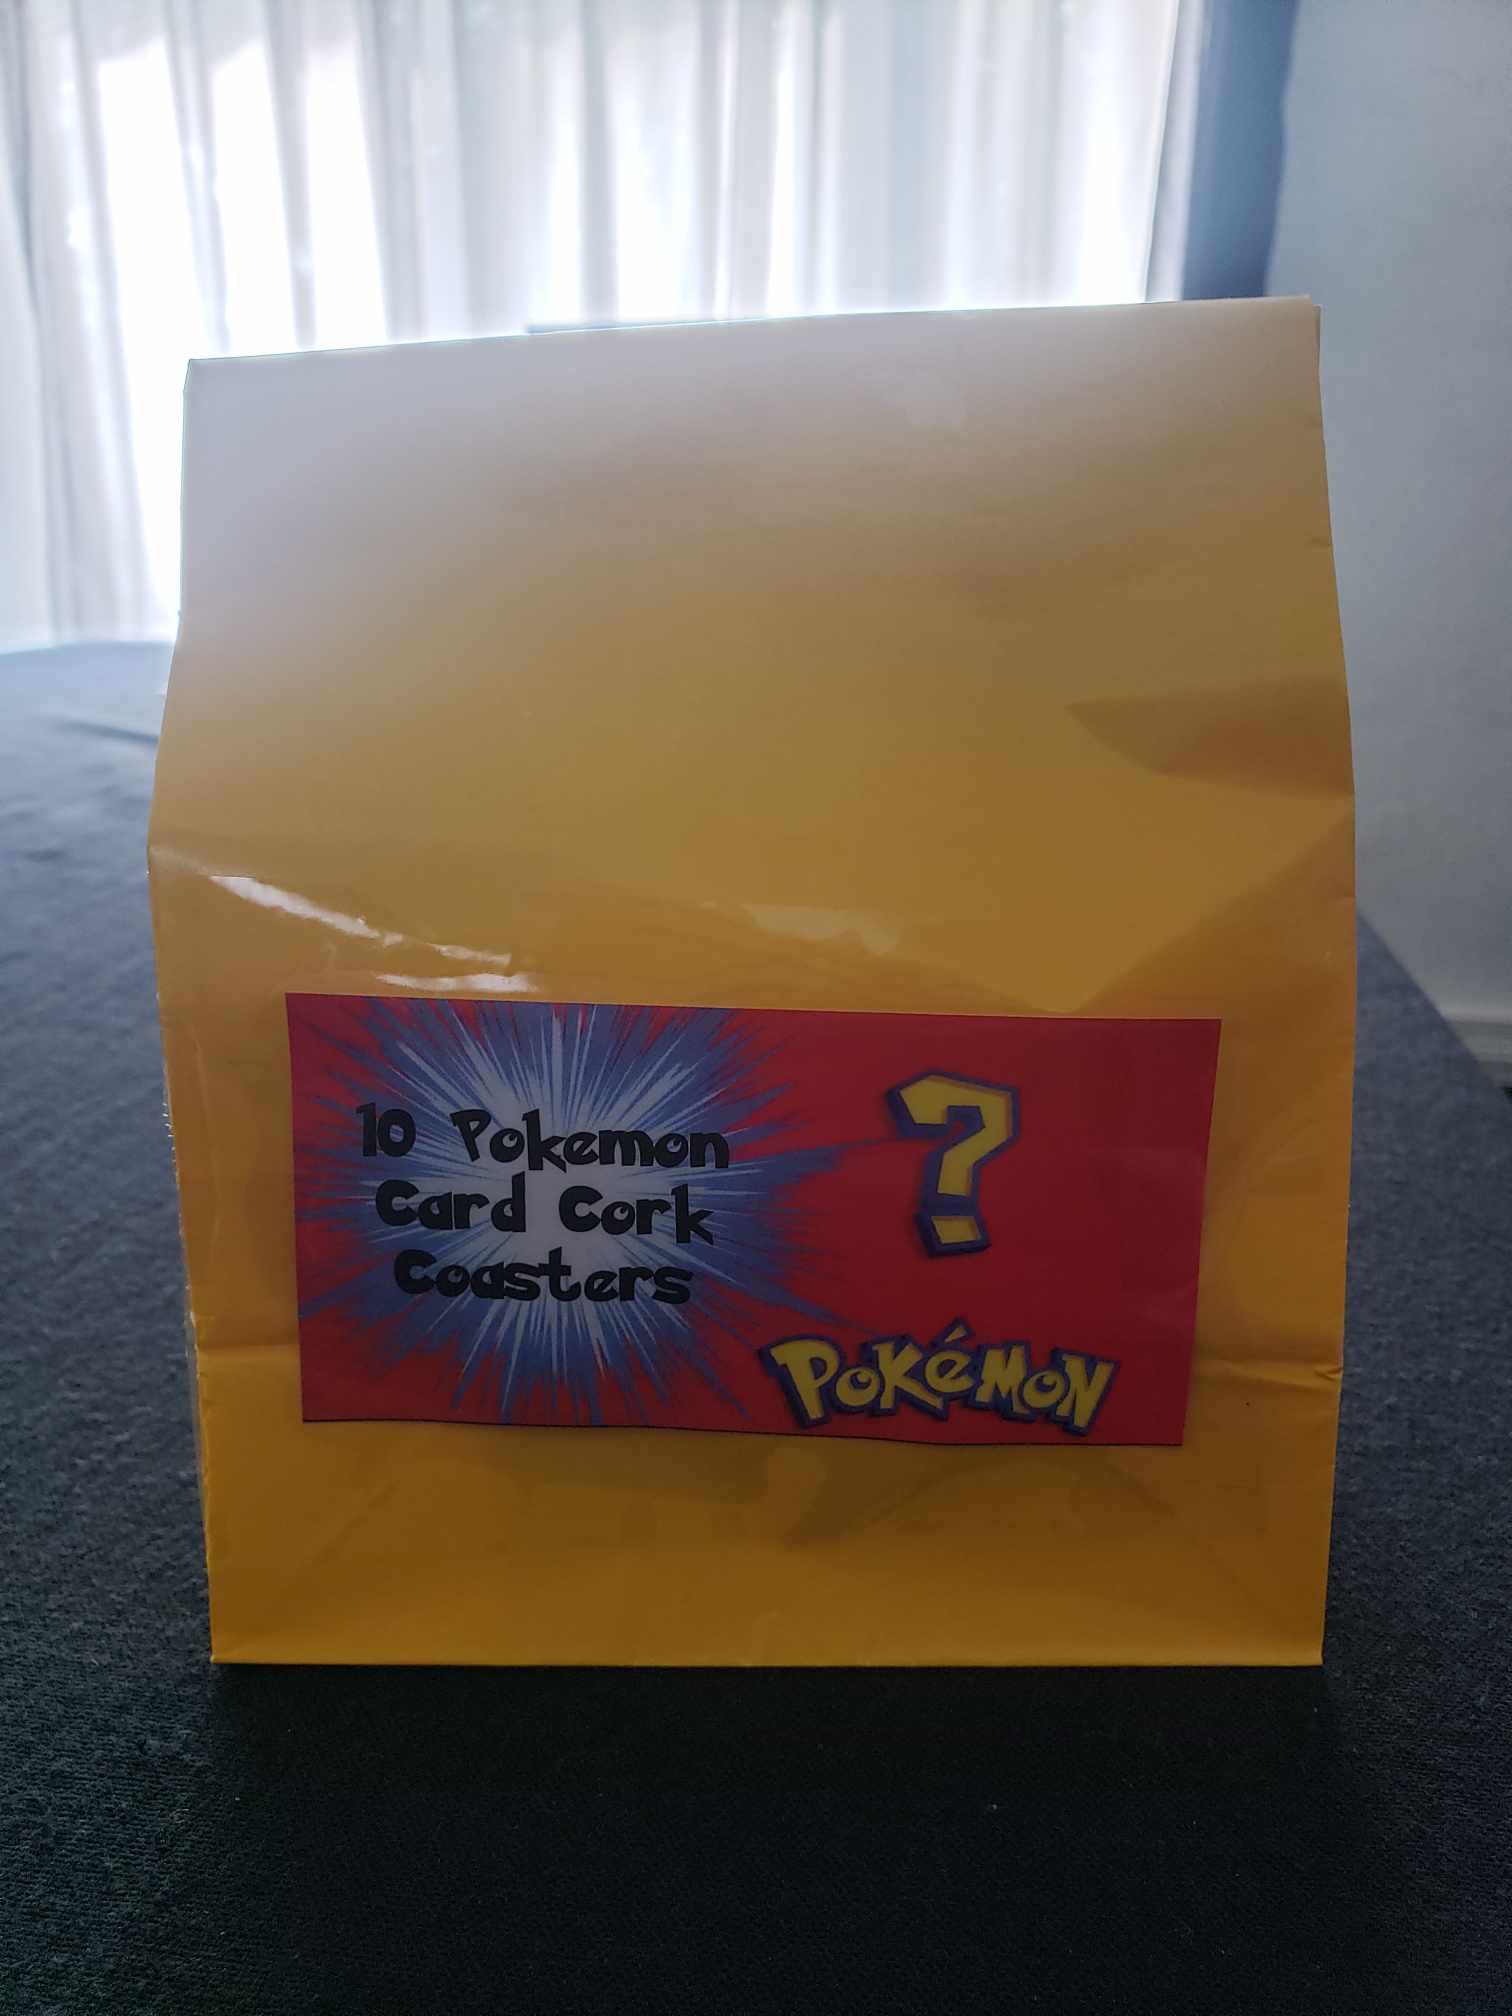 10 Pokemon
Card Cork
Coasters
?
POKéMON